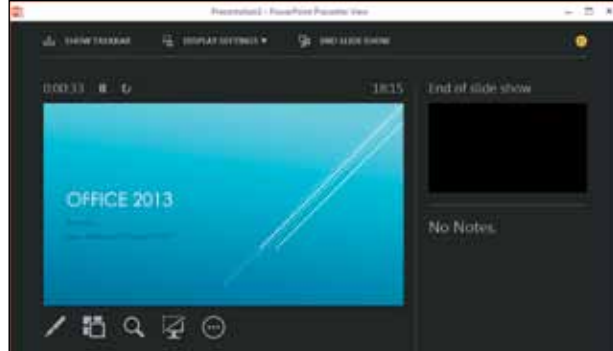 Presentation1 - PowerPoint Presenter View
SHOW TASKBAR DISPLAY SETTINGS END SLIDE SHOW
0:00:33 18:15 End of slide show
OFFICE 2013
No Notes.